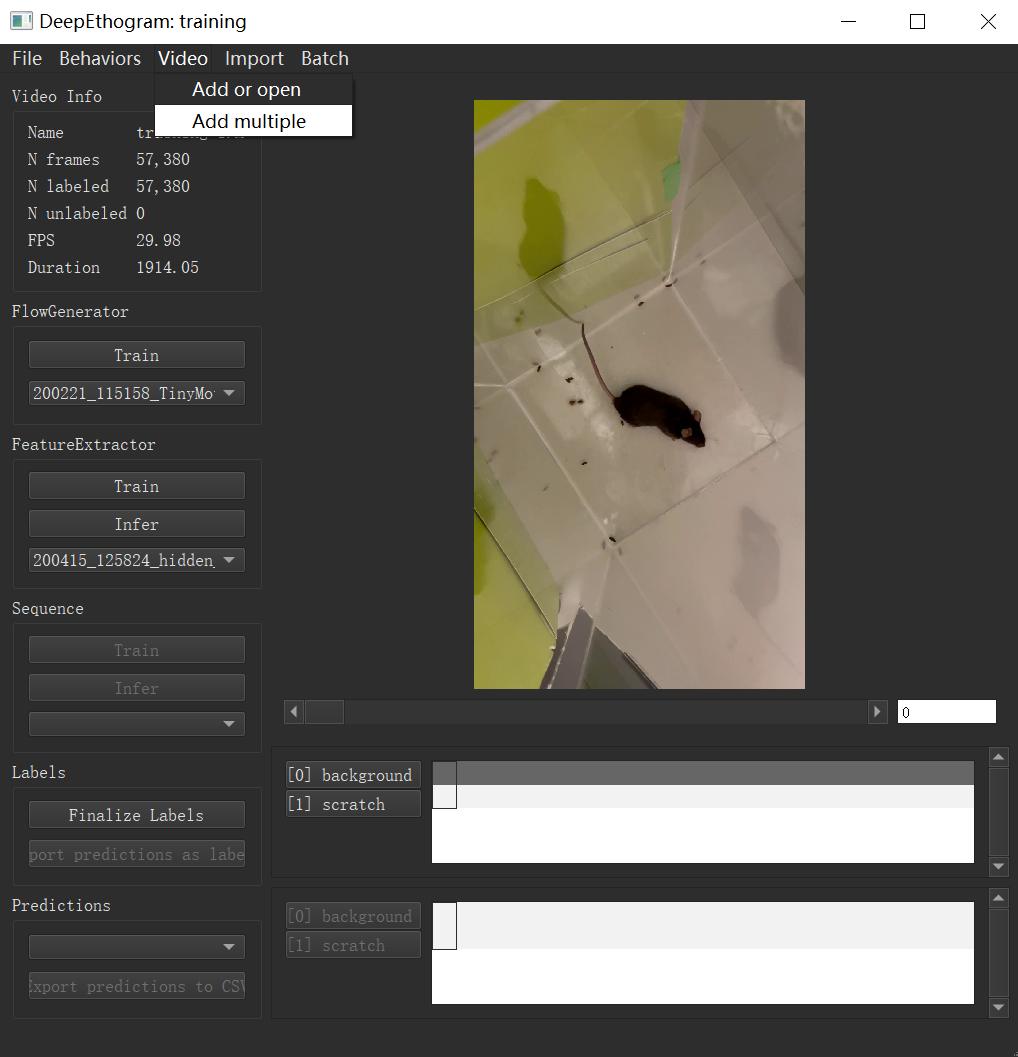 DeepEthogram: training
File Behaviors Video Import Batch
Add or open
Add multiple
Video Info
Name
N frames 57,380
N labeled 57,380
N unlabeled 0
FPS 29.98
Duration 1914.05
FlowGenerator
Train
200221_115158_TinyMo
FeatureExtractor
Train
Infer
200415_125824_hidden_
Sequence
Train
Infer
0
Labels
Finalize Labels
port predictions as labe
[0] background
[1] scratch
Predictions
Export predictions to CSV
[0] background
[1] scratch